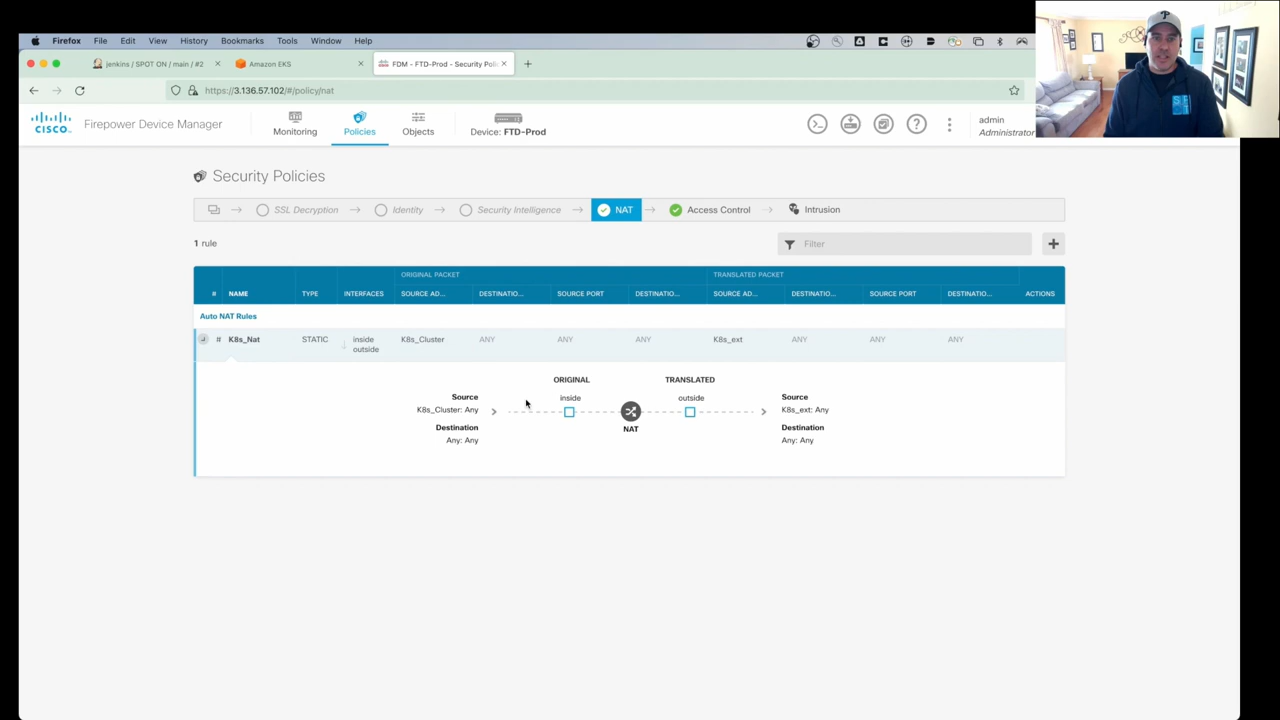 Firefox File Edit View History Bookmarks Tools Window Help
jenkins / SPOT ON / main / #2
Amazon EKS
FDM - FTD-Prod - Security Poli
https://3.136.57.102/#/policy/nat
CISCO
Firepower Device Manager
Monitoring
Policies
Objects
Device: FTD-Prod
admin
Administrator
Security Policies
SSL Decryption
Identity
Security Intelligence
NAT
Access Control
Intrusion
1 rule
Filter
ORIGINAL PACKET
TRANSLATED PACKET
# NAME TYPE INTERFACES SOURCE AD... DESTINATIO... SOURCE PORT DESTINATIO... SOURCE AD... DESTINATIO... SOURCE PORT DESTINATIO... ACTIONS
Auto NAT Rules
# K8s_Nat STATIC inside K8s_Cluster ANY ANY ANY K8s_ext ANY ANY ANY
outside
ORIGINAL
TRANSLATED
Source
K8s_Cluster: Any
Destination
Any: Any
inside
NAT
outside
Source
K8s_ext: Any
Destination
Any: Any